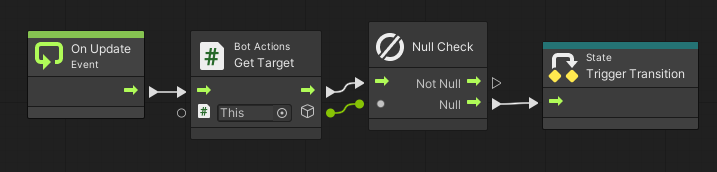 On Update
Event
Bot Actions
Get Target
This
Null Check
Not Null
Null
State
Trigger Transition